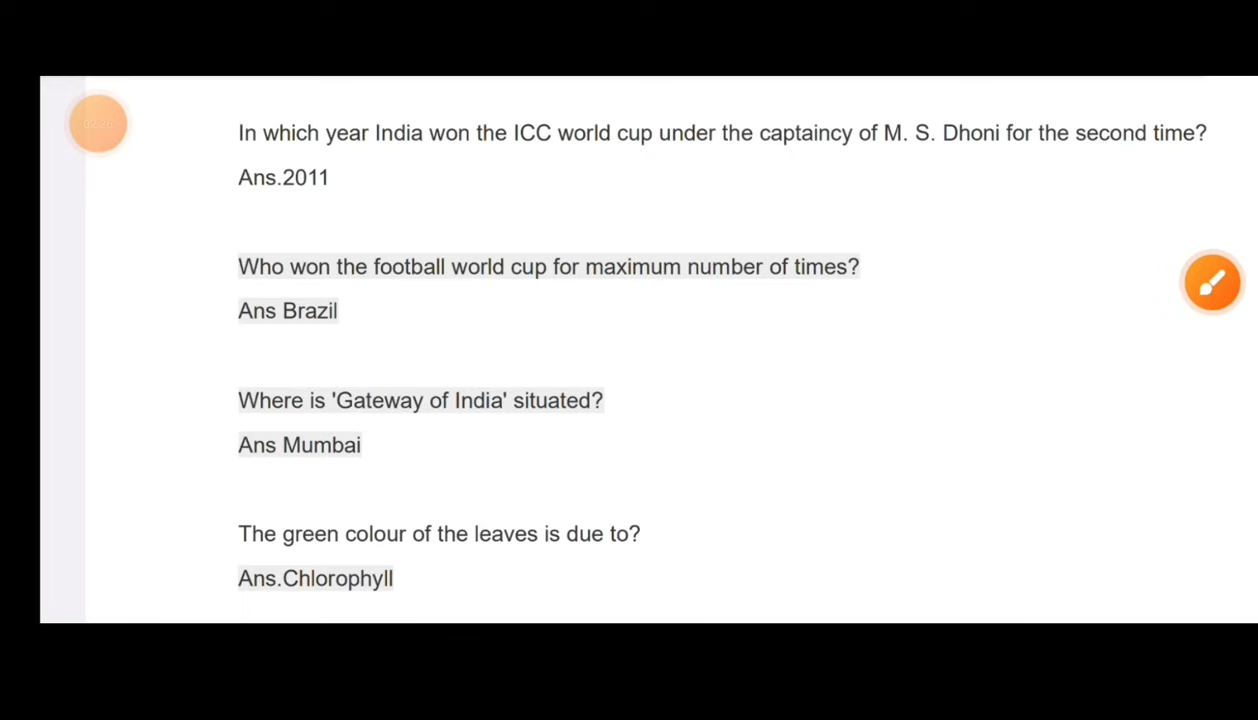 In which year India won the ICC world cup under the captaincy of M. S. Dhoni for the second time?
Ans.2011
Who won the football world cup for maximum number of times?
Ans Brazil
Where is 'Gateway of India' situated?
Ans Mumbai
The green colour of the leaves is due to?
Ans.Chlorophyll